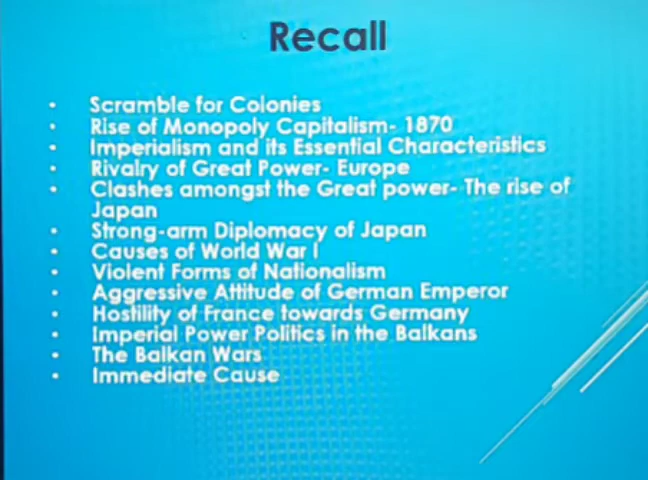 Recall
• Scramble for Colonies
• Rise of Monopoly Capitalism- 1870
• Imperialism and its Essential Characteristics
• Rivalry of Great Power- Europe
• Clashes amongst the Great power- The rise of
Japan
• Strong-arm Diplomacy of Japan
• Causes of World War I
• Violent Forms of Nationalism
• Aggressive Attitude of German Emperor
• Hostility of France towards Germany
• Imperial Power Politics in the Balkans
• The Balkan Wars
• Immediate Cause